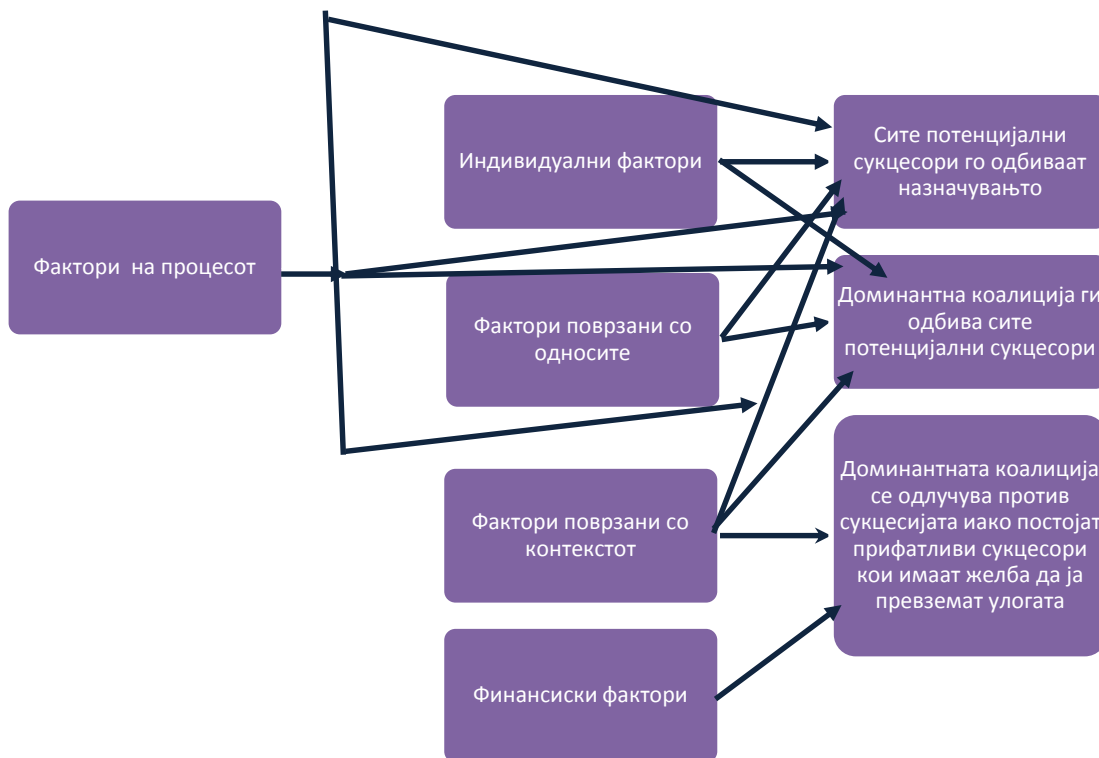 Фактори на процесот
Индивидуални фактори
Фактори поврзани со
односите
Фактори поврзани со
контекстот
Финансиски фактори
Сите потенцијални
сукцесори го одбиваат
назначувањто
Доминантна коалиција ги
одбива сите
потенцијални сукцесори
Доминантната коалиција
се одлучува против
сукцесијата иако постојат
прифатливи сукцесори
кои имаат желба да ја
превземат улогата